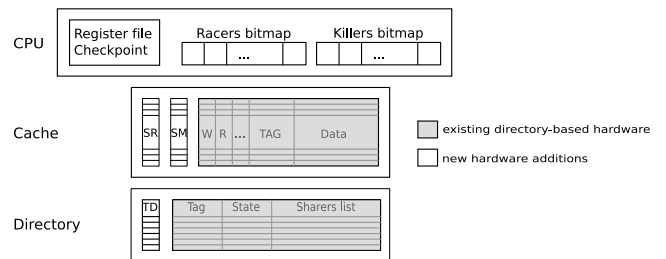 CPU
Register file
Checkpoint
Racers bitmap
...
Killers bitmap
...
Cache
SR SM W R ... TAG Data
existing directory-based hardware
new hardware additions
Directory
TD Tag State Sharers list